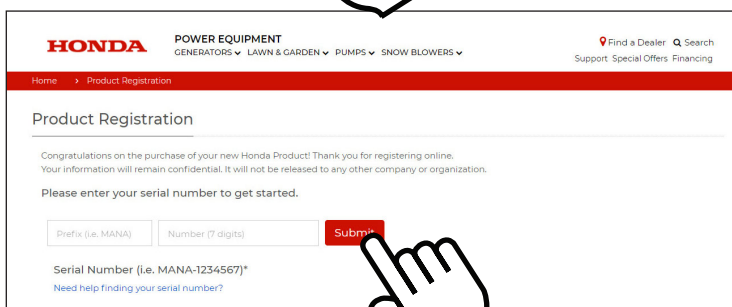 HONDA
POWER EQUIPMENT
GENERATORS LAWN & GARDEN PUMPS SNOW BLOWERS
Find a Dealer Search
Support Special Offers Financing
Home > Product Registration
Product Registration
Congratulations on the purchase of your new Honda Product! Thank you for registering online.
Your information will remain confidential. It will not be released to any other company or organization.
Please enter your serial number to get started.
Prefix (i.e. MANA) Number (7 digits) Submit
Serial Number (i.e. MANA-1234567)*
Need help finding your serial number?